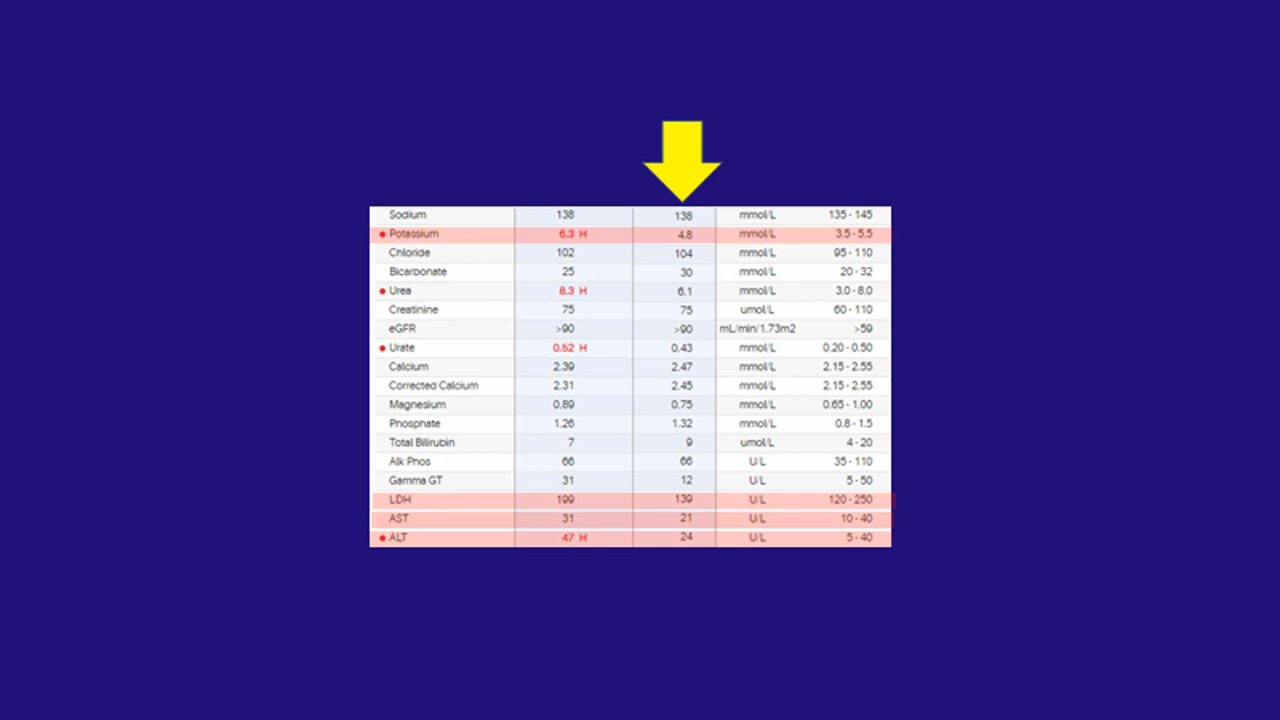 Sodium 138 138 mmol/L 135 - 145
Potassium 6.3 H 4.8 mmol/L 3.5 - 5.5
Chloride 102 104 mmol/L 95 - 110
Bicarbonate 25 30 mmol/L 20 - 32
Urea 8.3 H 6.1 mmol/L 3.0 - 8.0
Creatinine 75 75 umol/L 60 - 110
eGFR >90 >90 mL/min/1.73m2 >59
Urate 0.52 H 0.43 mmol/L 0.20 - 0.50
Calcium 2.39 2.47 mmol/L 2.15 - 2.55
Corrected Calcium 2.31 2.45 mmol/L 2.15 - 2.55
Magnesium 0.89 0.75 mmol/L 0.65 - 1.00
Phosphate 1.26 1.32 mmol/L 0.8 - 1.5
Total Bilirubin 7 9 umol/L 4 - 20
Alk Phos 66 66 U/L 35 - 110
Gamma GT 31 12 U/L 5 - 50
LDH 199 139 U/L 120 - 250
AST 31 21 U/L 10 - 40
ALT 47 H 24 U/L 5 - 40